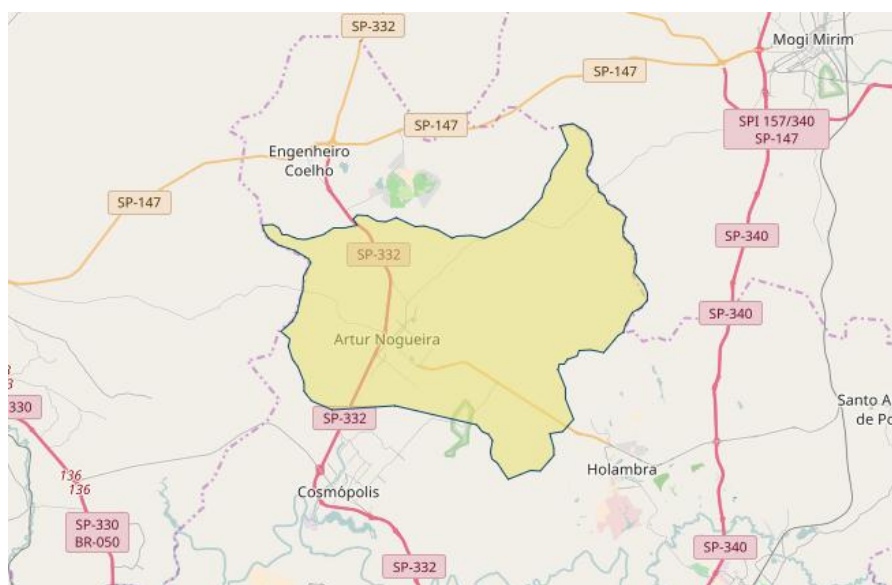 SP-332
Mogi Mirim
SP-147
SP-147
SPI 157/340
SP-147
Engenheiro
Coelho
SP-147
SP-340
SP-332
SP-340
Artur Nogueira
330
Santo A
de Po
SP-332
Holambra
136
136
Cosmópolis
SP-330
BR-050
SP-340
SP-332